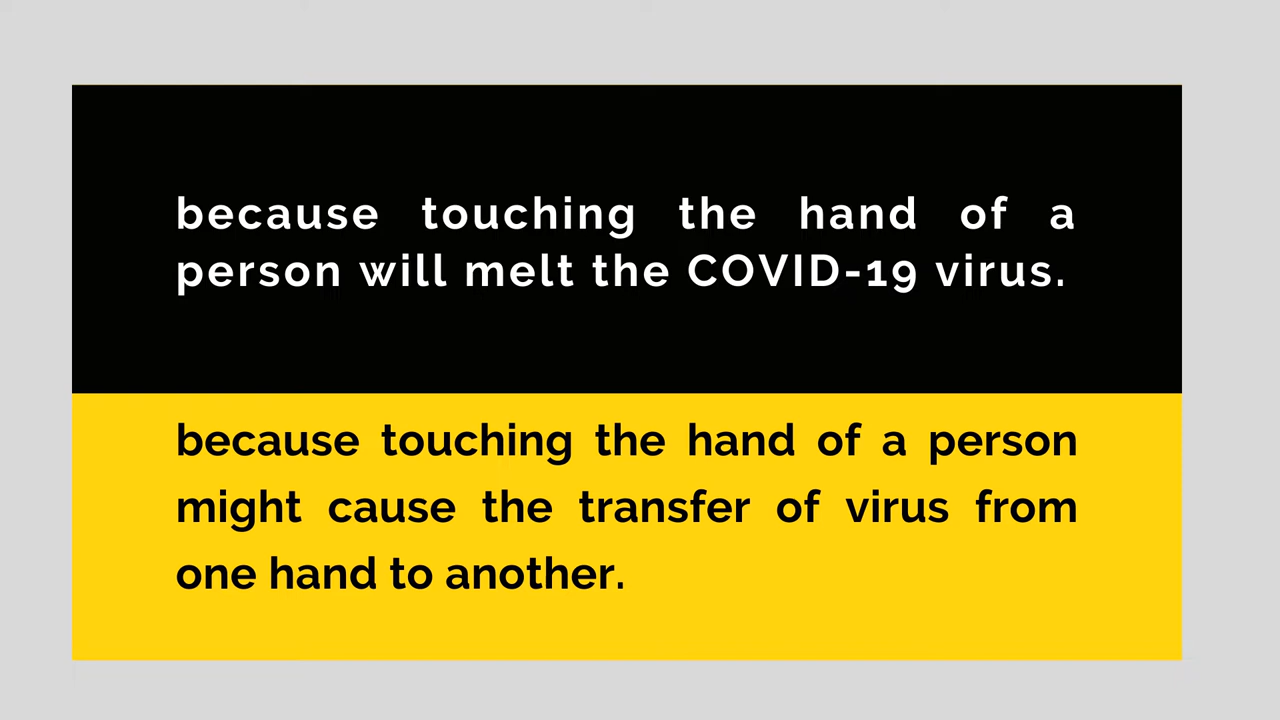 because touching the hand of a
person will melt the COVID-19 virus.
because touching the hand of a person
might cause the transfer of virus from
one hand to another.